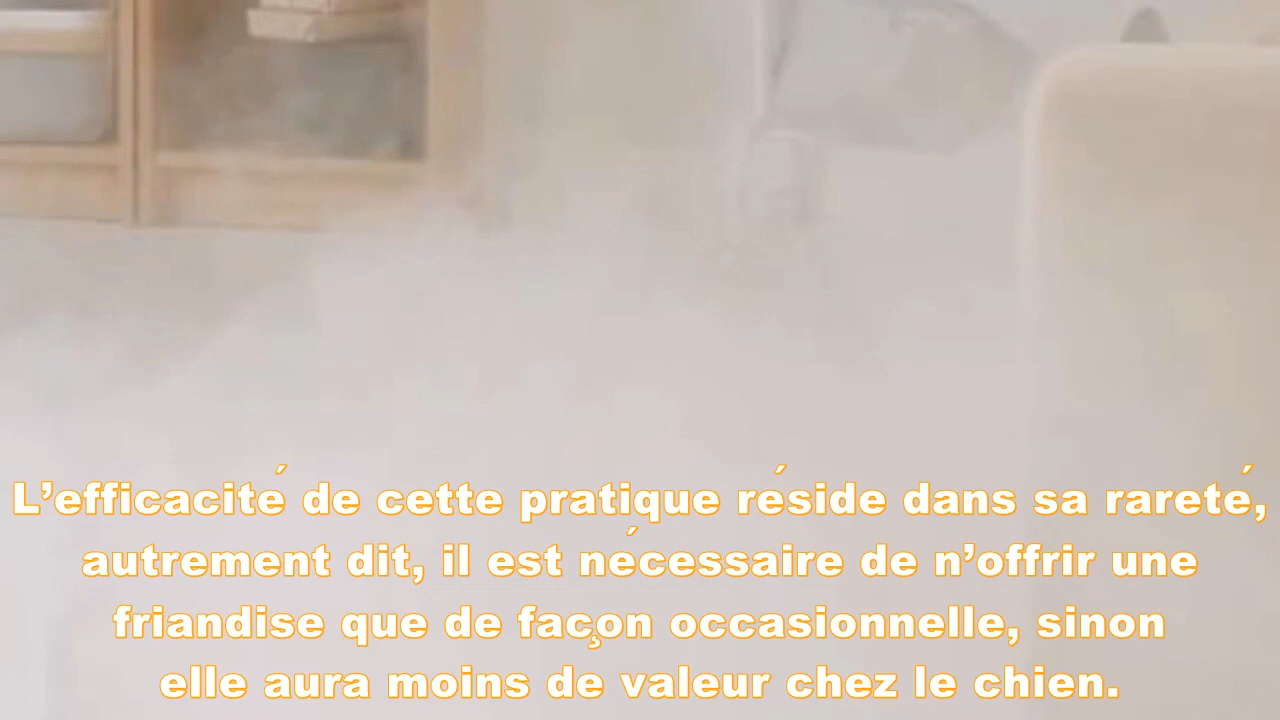 L’efficacité de cette pratique réside dans sa rareté,
autrement dit, il est nécessaire de n’offrir une
friandise que de façon occasionnelle, sinon
elle aura moins de valeur chez le chien.